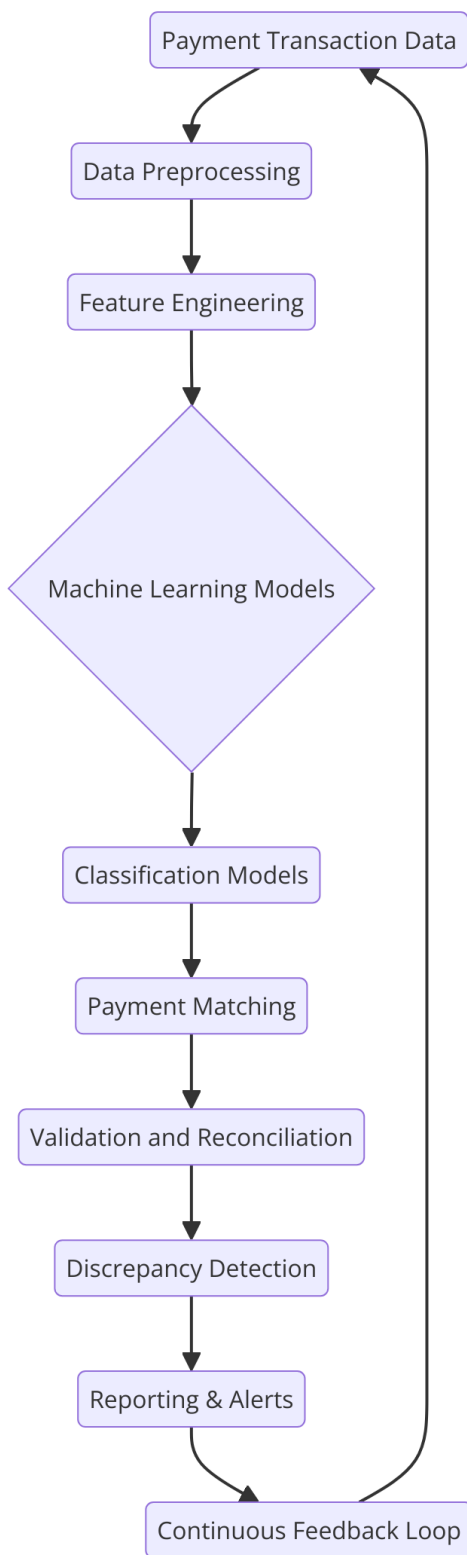 Payment Transaction Data
Data Preprocessing
Feature Engineering
Machine Learning Models
Classification Models
Payment Matching
Validation and Reconciliation
Discrepancy Detection
Reporting & Alerts
Continuous Feedback Loop